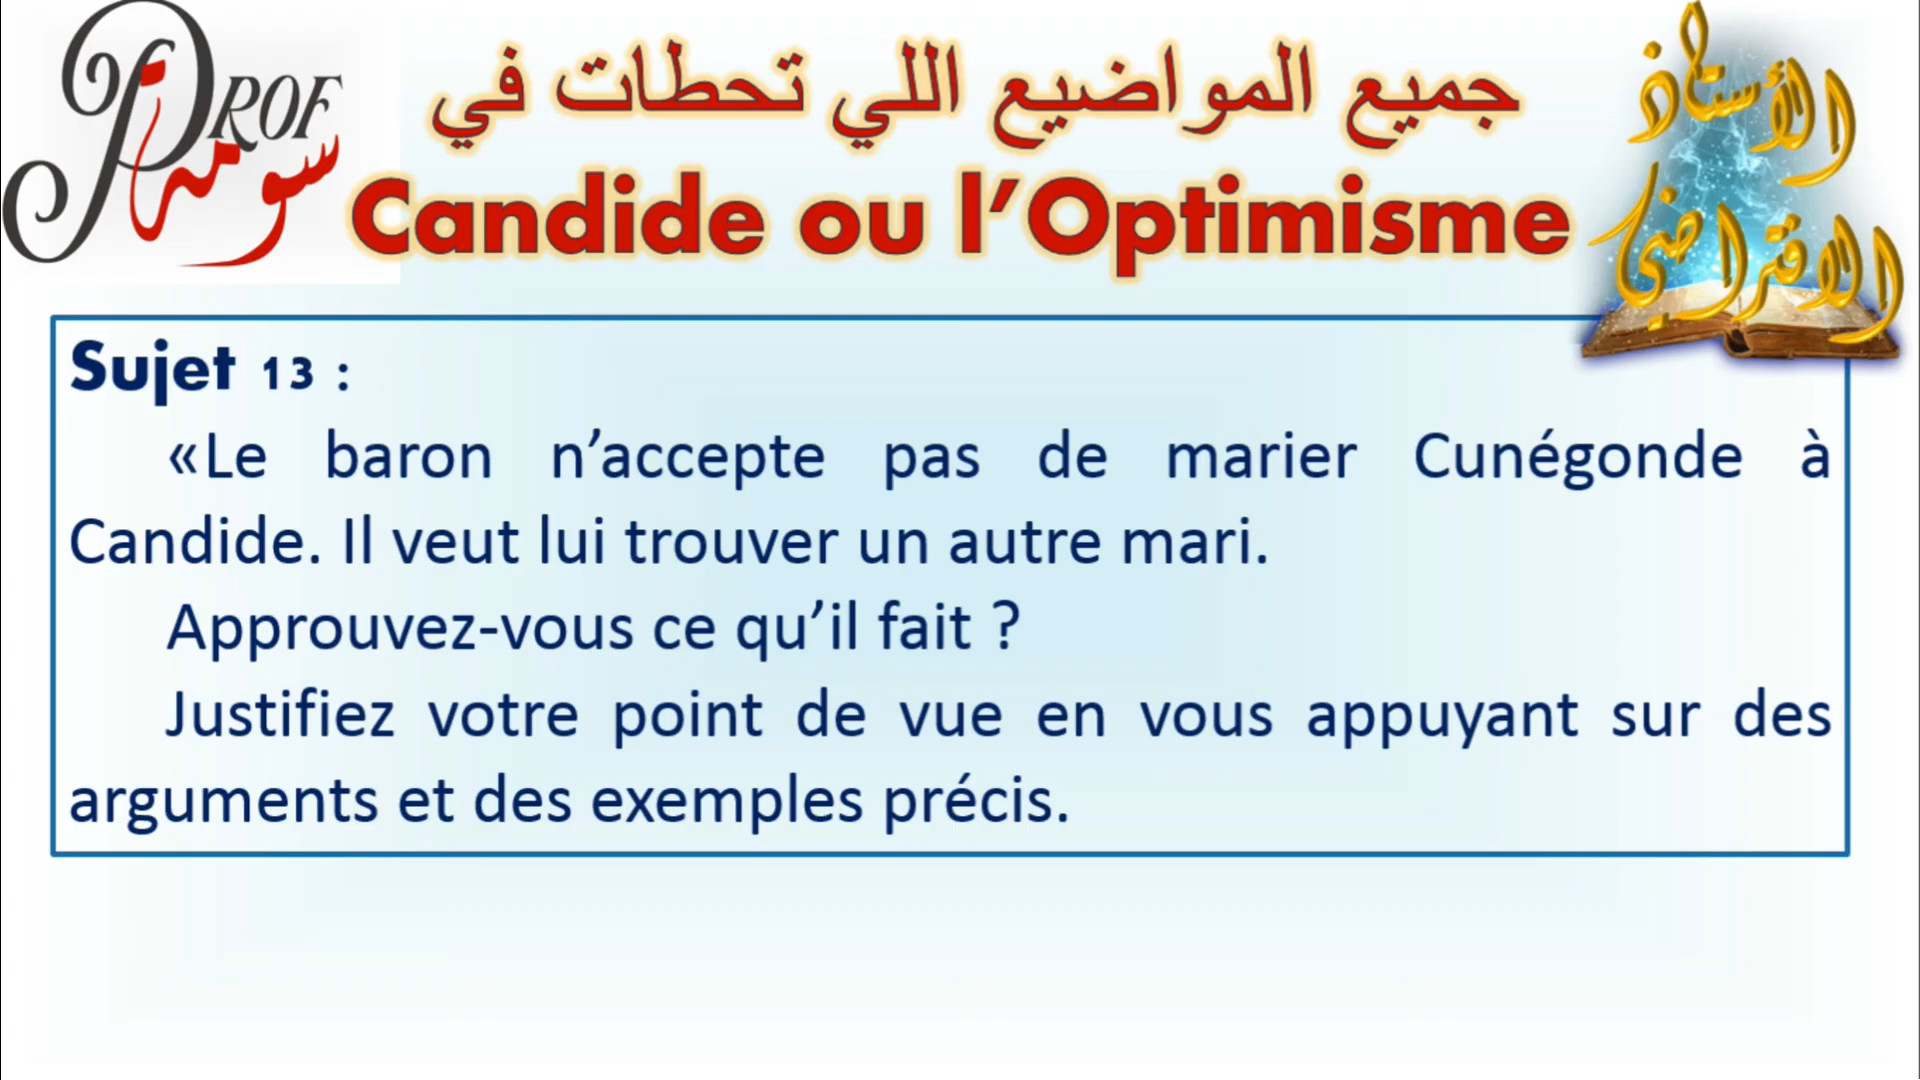 PROF
سومة
جميع المواضيع اللي تحطات في
Candide ou l’Optimisme
الأستاذ
الافتراضي
Sujet 13 :
«Le baron n’accepte pas de marier Cunégonde à
Candide. Il veut lui trouver un autre mari.
Approuvez-vous ce qu’il fait ?
Justifiez votre point de vue en vous appuyant sur des
arguments et des exemples précis.